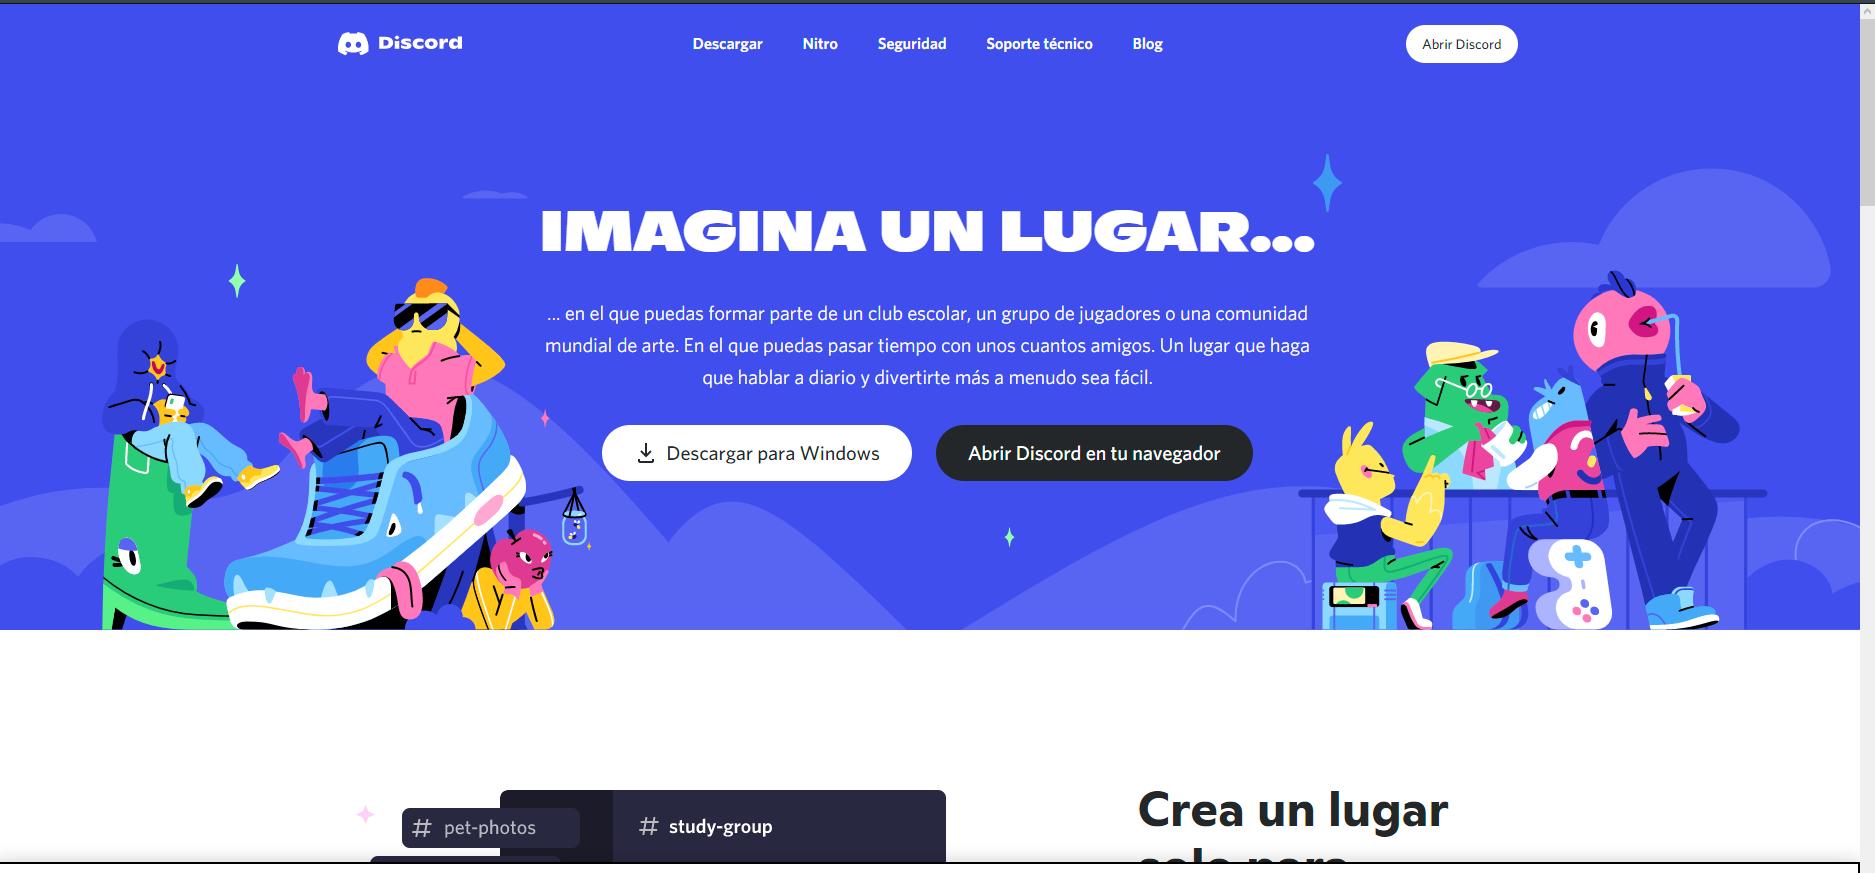 Discord
Descargar
Nitro
Seguridad
Soporte técnico
Blog
Abrir Discord
IMAGINA UN LUGAR...
... en el que puedas formar parte de un club escolar, un grupo de jugadores o una comunidad
mundial de arte. En el que puedas pasar tiempo con unos cuantos amigos. Un lugar que haga
que hablar a diario y divertirte más a menudo sea fácil.
Descargar para Windows
Abrir Discord en tu navegador
# pet-photos
# study-group
Crea un lugar
solo para